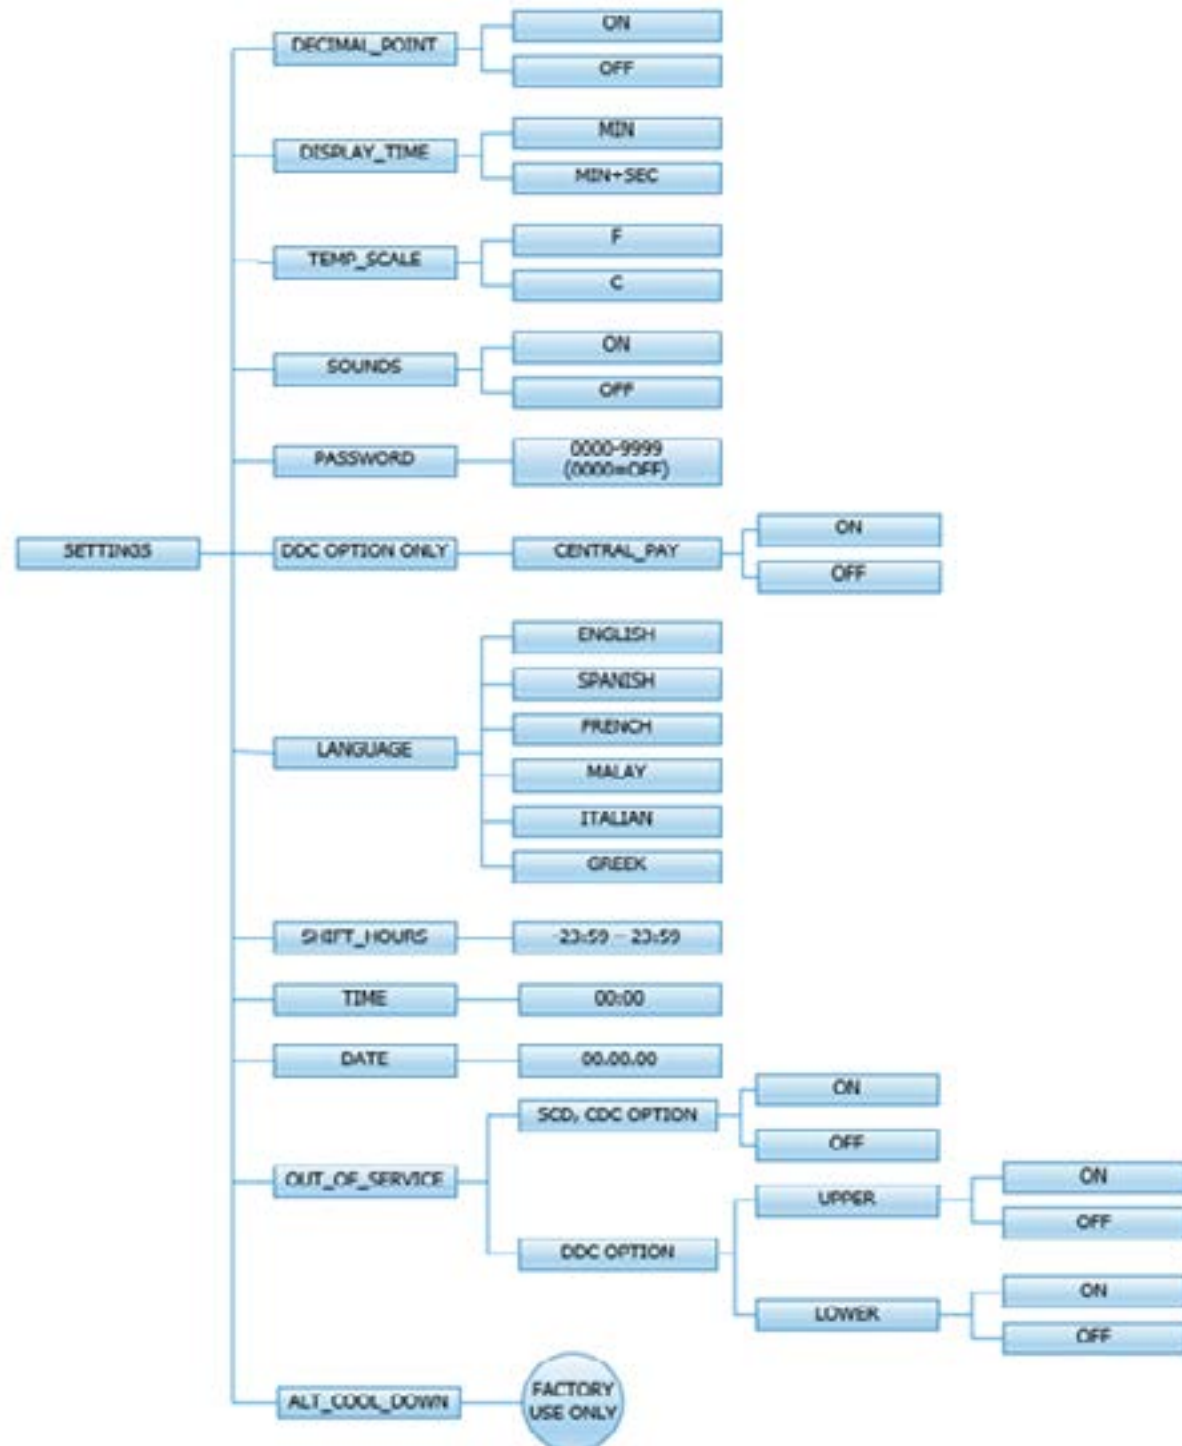 DECIMAL_POINT
ON
OFF
DISPLAY_TIME
MIN
MIN+SEC
TEMP_SCALE
F
C
SOUNDS
ON
OFF
PASSWORD
0000-9999
(0000=OFF)
SETTINGS
DDC OPTION ONLY
CENTRAL_PAY
ON
OFF
LANGUAGE
ENGLISH
SPANISH
FRENCH
MALAY
ITALIAN
GREEK
SHIFT_HOURS
-23:59 - 23:59
TIME
00:00
DATE
00.00.00
OUT_OF_SERVICE
SCD, CDC OPTION
ON
OFF
DDC OPTION
UPPER
ON
OFF
LOWER
ON
OFF
ALT_COOL_DOWN
FACTORY
USE ONLY